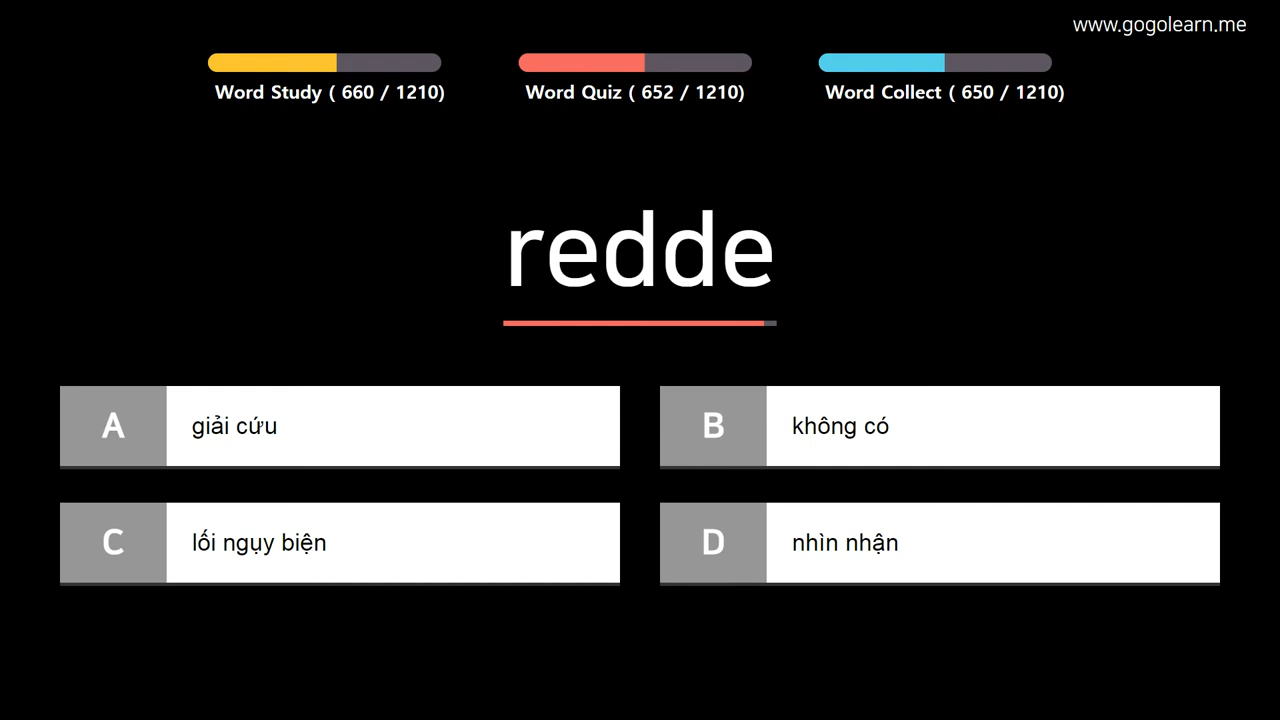 www.gogolearn.me
Word Study ( 660 / 1210)
Word Quiz ( 652 / 1210)
Word Collect ( 650 / 1210)
redde
A giải cứu
B không có
C lối ngụy biện
D nhìn nhận